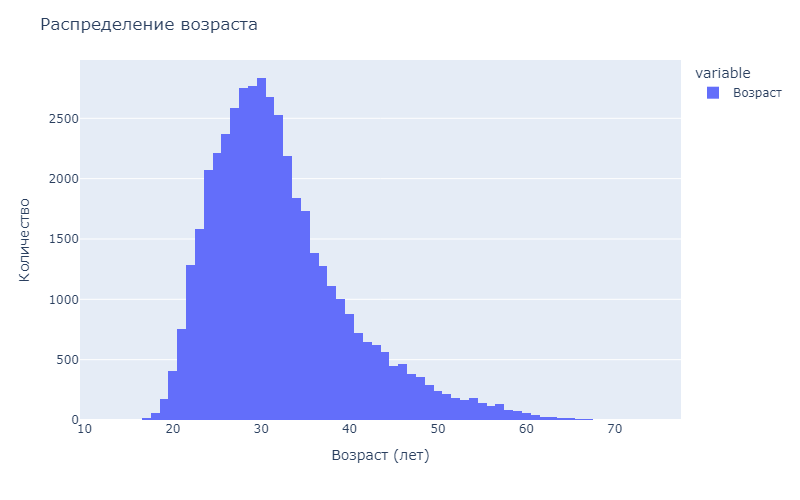 Распределение возраста
variable
Возраст
Количество
2500
2000
1500
1000
500
0
10 20 30 40 50 60 70
Возраст (лет)